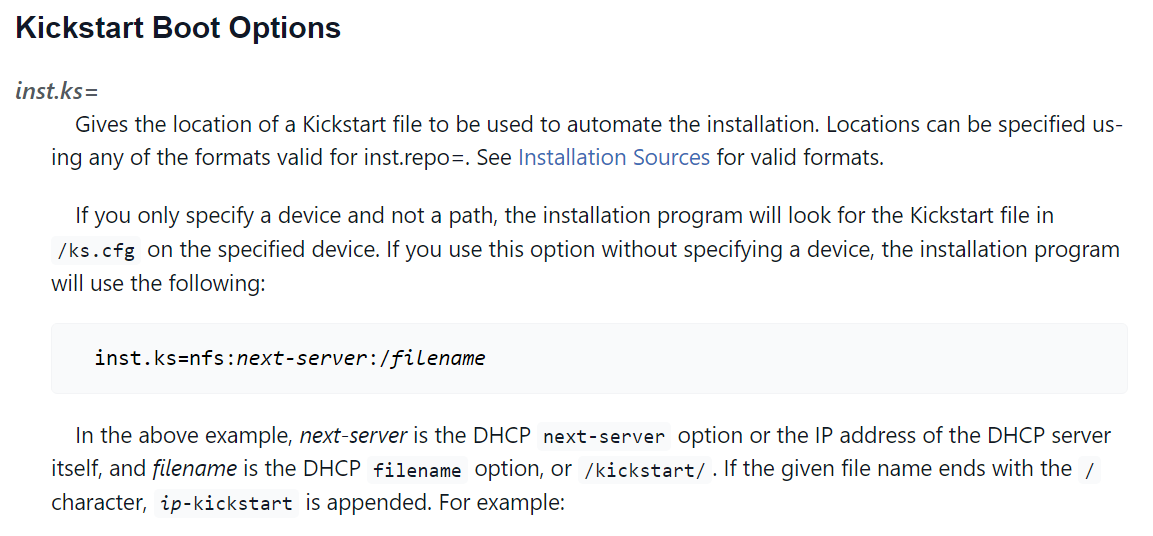 Kickstart Boot Options
inst.ks=
Gives the location of a Kickstart file to be used to automate the installation. Locations can be specified us-
ing any of the formats valid for inst.repo=. See Installation Sources for valid formats.
If you only specify a device and not a path, the installation program will look for the Kickstart file in
/ks.cfg on the specified device. If you use this option without specifying a device, the installation program
will use the following:
inst.ks=nfs:next-server:/filename
In the above example, next-server is the DHCP next-server option or the IP address of the DHCP server
itself, and filename is the DHCP filename option, or /kickstart/ . If the given file name ends with the /
character, ip-kickstart is appended. For example: